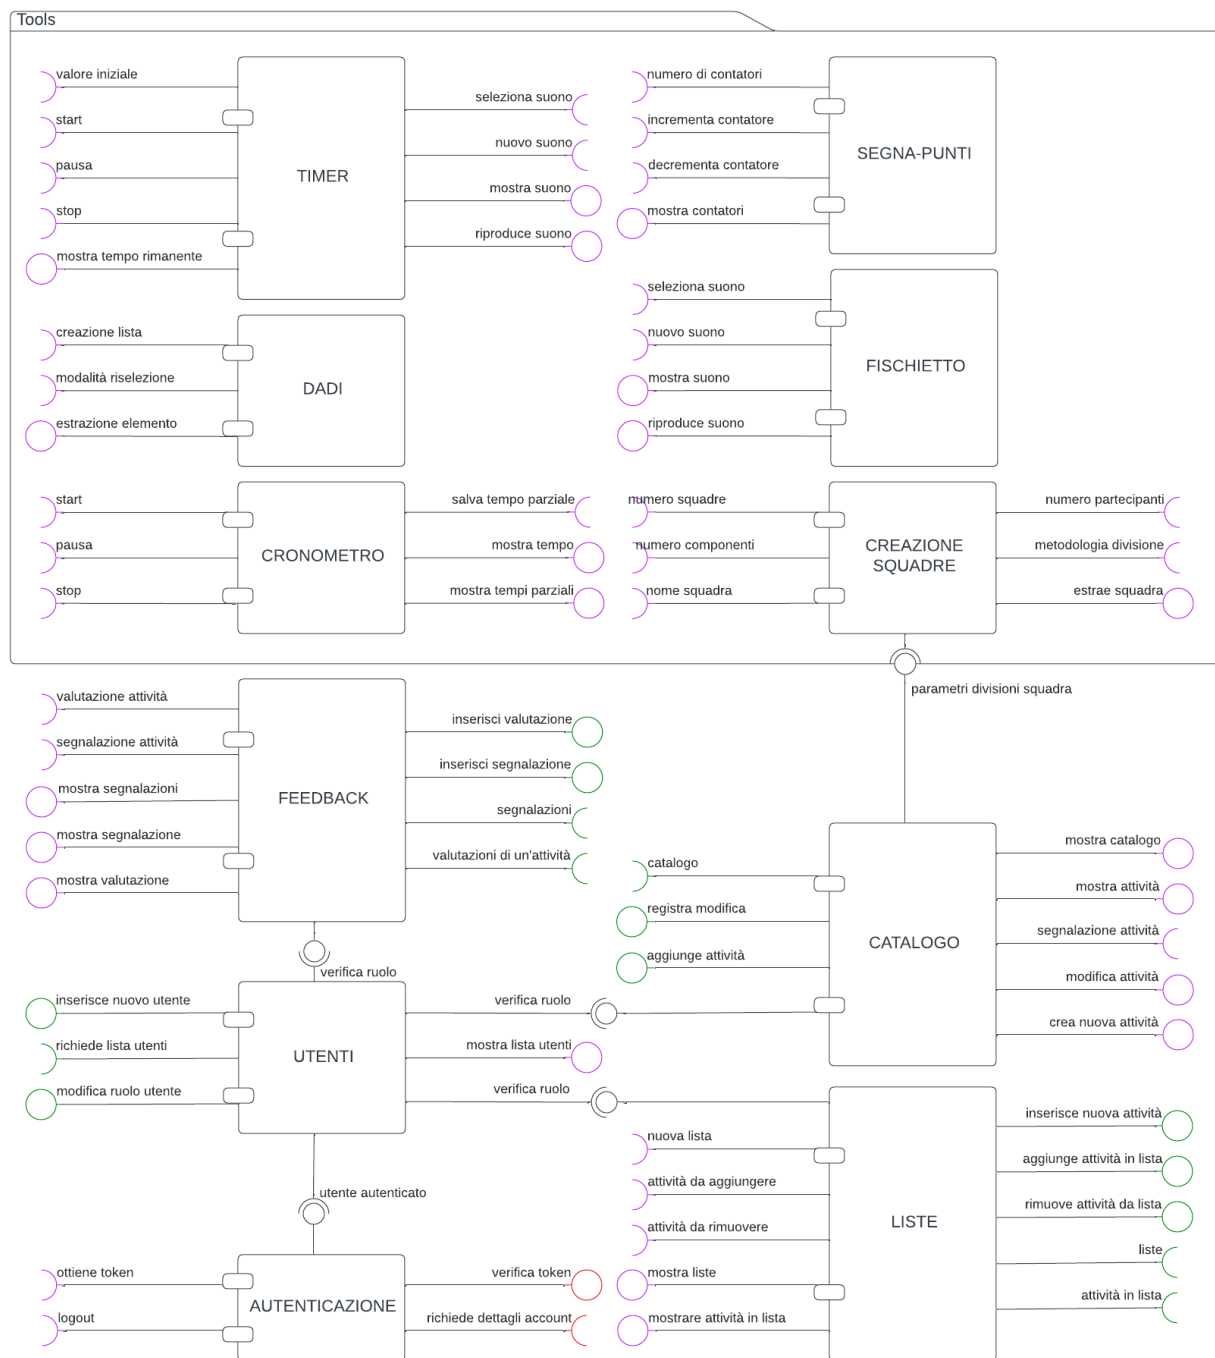 Tools
valore iniziale
start
pausa
stop
mostra tempo rimanente
TIMER
seleziona suono
nuovo suono
mostra suono
riproduce suono
numero di contatori
incrementa contatore
decrementa contatore
mostra contatori
SEGNA-PUNTI
creazione lista
modalità riselezione
estrazione elemento
DADI
seleziona suono
nuovo suono
mostra suono
riproduce suono
FISCHIETTO
start
pausa
stop
CRONOMETRO
salva tempo parziale
mostra tempo
mostra tempi parziali
numero squadre
numero componenti
nome squadra
CREAZIONE
SQUADRE
numero partecipanti
metodologia divisione
estrae squadra
parametri divisioni squadra
valutazione attività
segnalazione attività
mostra segnalazioni
mostra segnalazione
mostra valutazione
FEEDBACK
inserisci valutazione
inserisci segnalazione
segnalazioni
valutazioni di un'attività
catalogo
registra modifica
aggiunge attività
CATALOGO
mostra catalogo
mostra attività
segnalazione attività
modifica attività
crea nuova attività
verifica ruolo
inserisce nuovo utente
richiede lista utenti
modifica ruolo utente
UTENTI
verifica ruolo
mostra lista utenti
verifica ruolo
nuova lista
attività da aggiungere
attività da rimuovere
mostra liste
mostrare attività in lista
LISTE
inserisce nuova attività
aggiunge attività in lista
rimuove attività da lista
liste
attività in lista
utente autenticato
ottiene token
logout
AUTENTICAZIONE
verifica token
richiede dettagli account